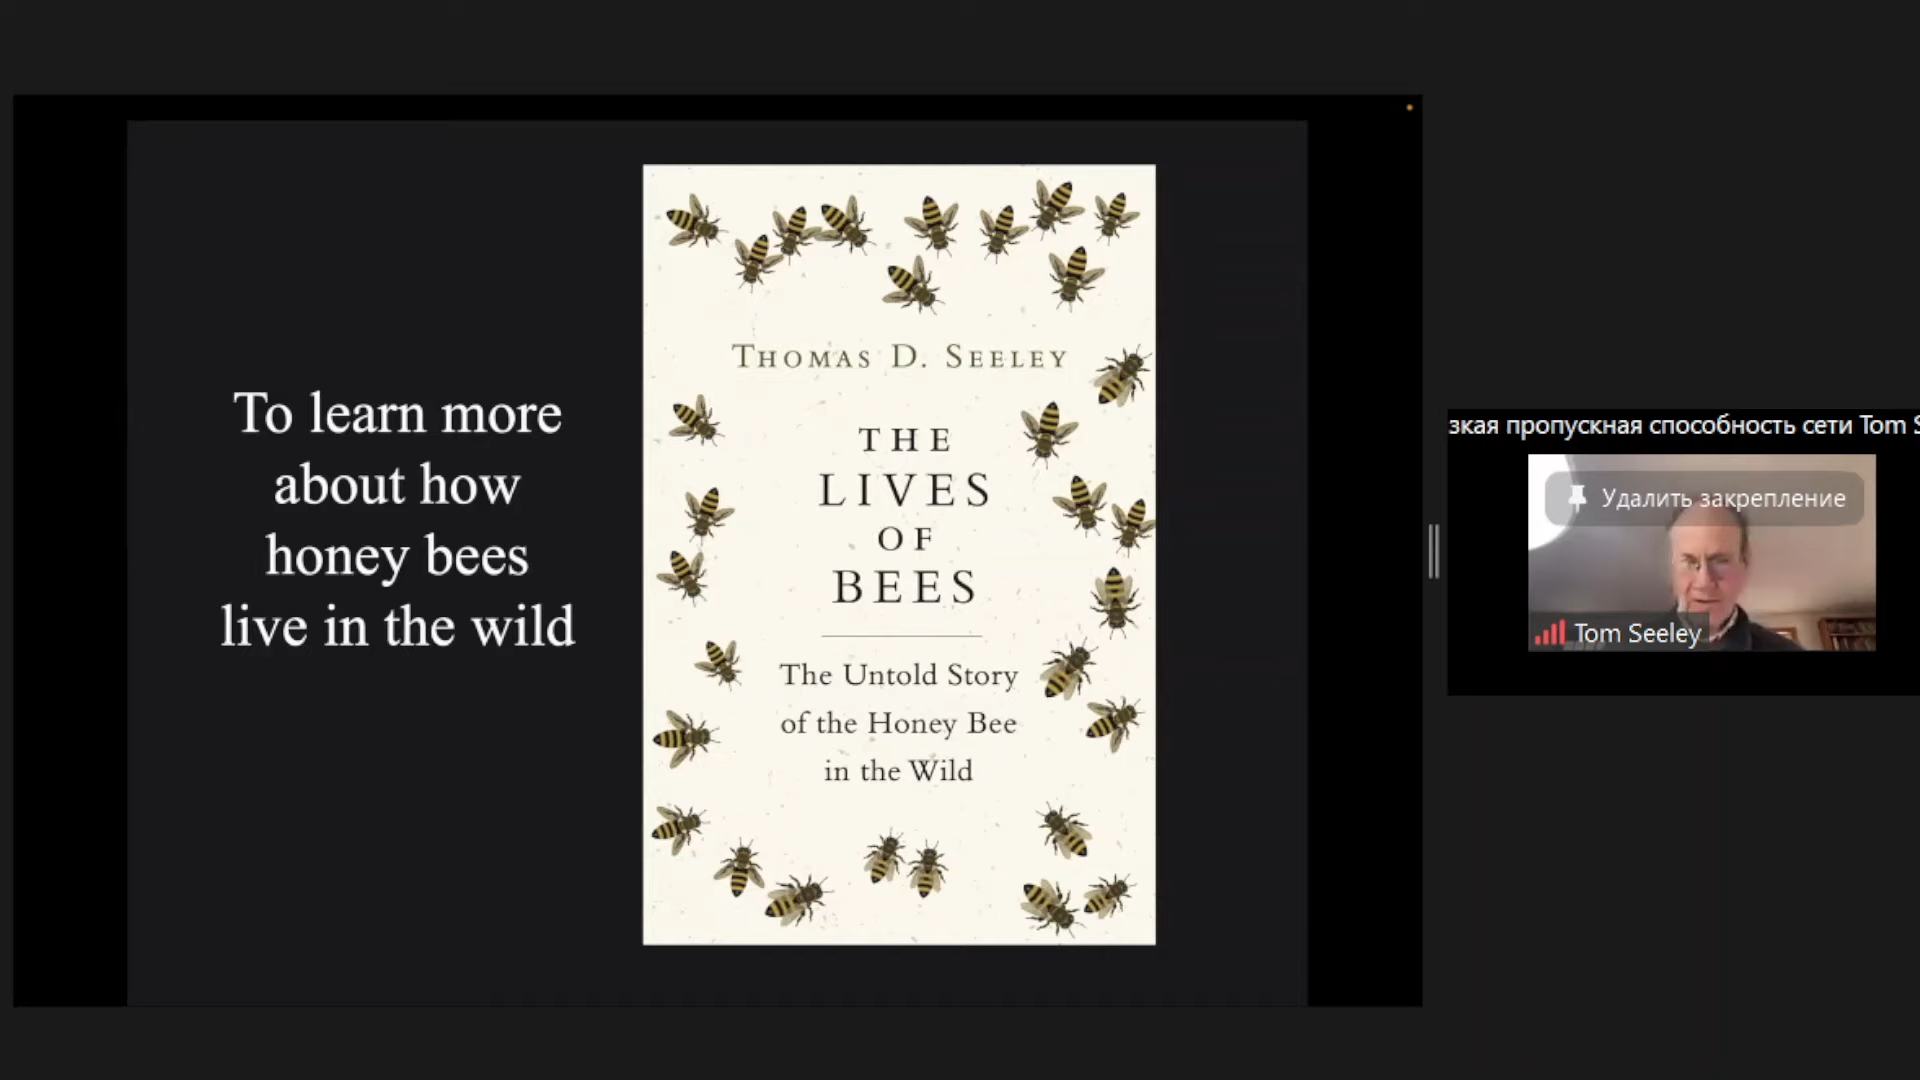 To learn more
about how
honey bees
live in the wild
THOMAS D. SEELEY
THE
LIVES
OF
BEES
The Untold Story
of the Honey Bee
in the Wild
зкая пропускная способность сети Tom S
Удалить закрепление
Tom Seeley